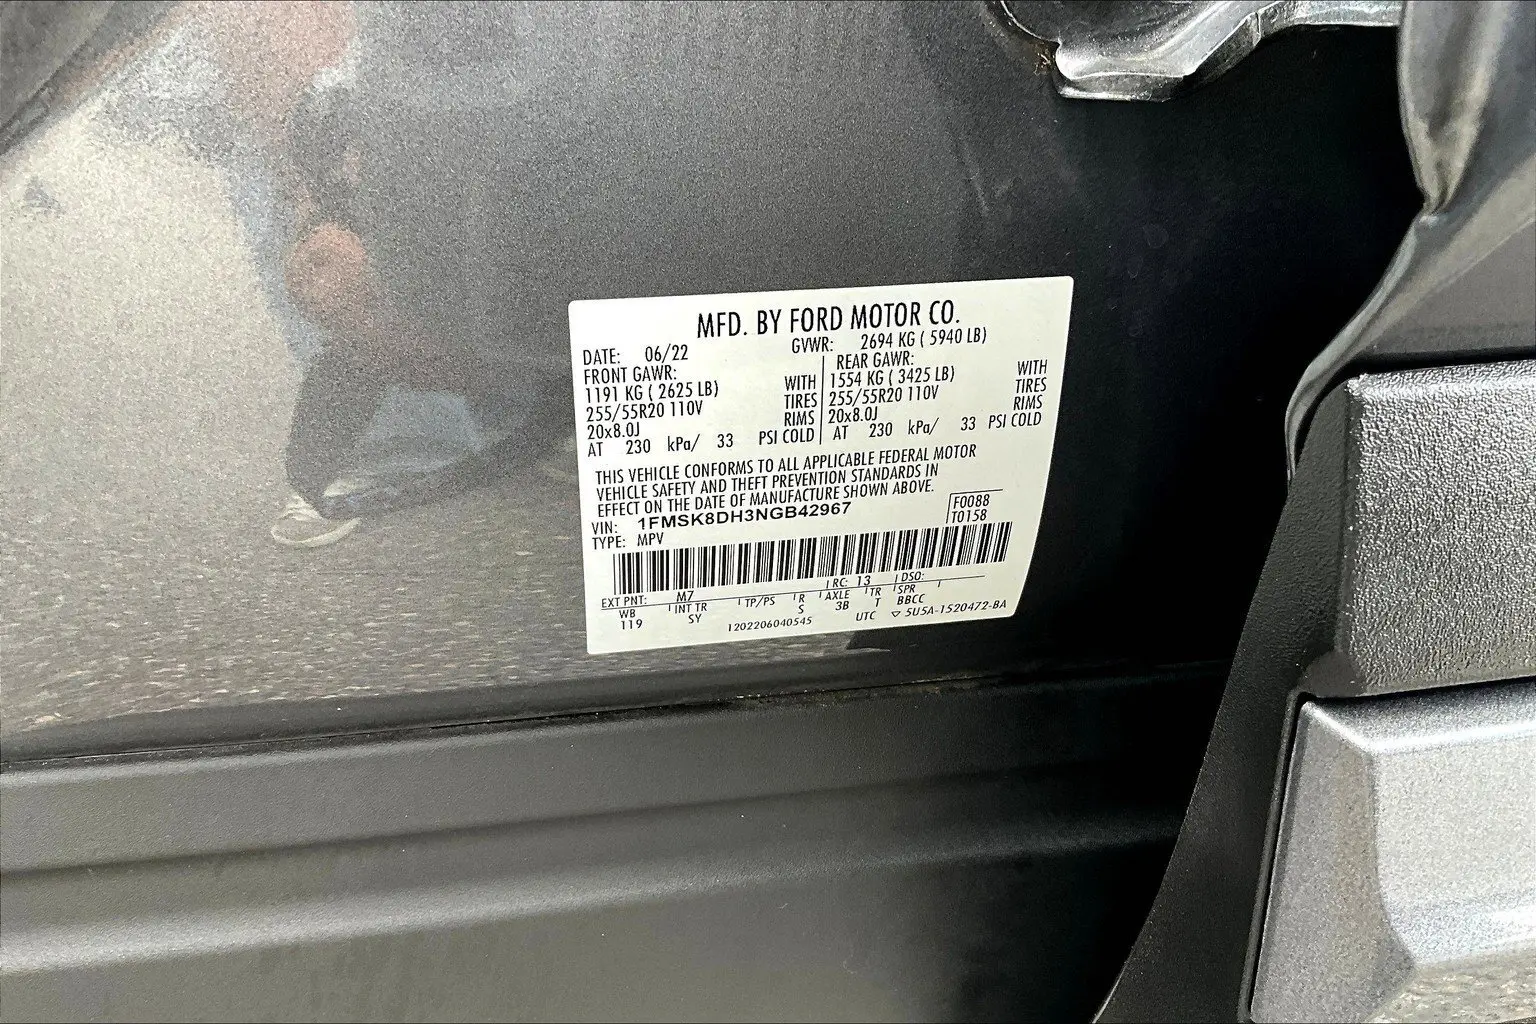 MFD. BY FORD MOTOR CO.
DATE: 06/22 GVWR: 2694 KG ( 5940 LB)
FRONT GAWR: REAR GAWR:
1191 KG ( 2625 LB) WITH 1554 KG ( 3425 LB) WITH
255/55R20 110V TIRES 255/55R20 110V TIRES
20x8.0J RIMS 20x8.0J RIMS
AT 230 kPa/ 33 PSI COLD AT 230 kPa/ 33 PSI COLD
THIS VEHICLE CONFORMS TO ALL APPLICABLE FEDERAL MOTOR
VEHICLE SAFETY AND THEFT PREVENTION STANDARDS IN
EFFECT ON THE DATE OF MANUFACTURE SHOWN ABOVE.
VIN: 1FMSK8DH3NGB42967 F0088
TYPE: MPV T0158
EXT PNT: M7 RC: 13 DSO:
WB INT TR TP/PS R AXLE TR SPR
119 SY S 3B T BBCC
1202206040545 UTC ▽ 5U5A-1520472-BA